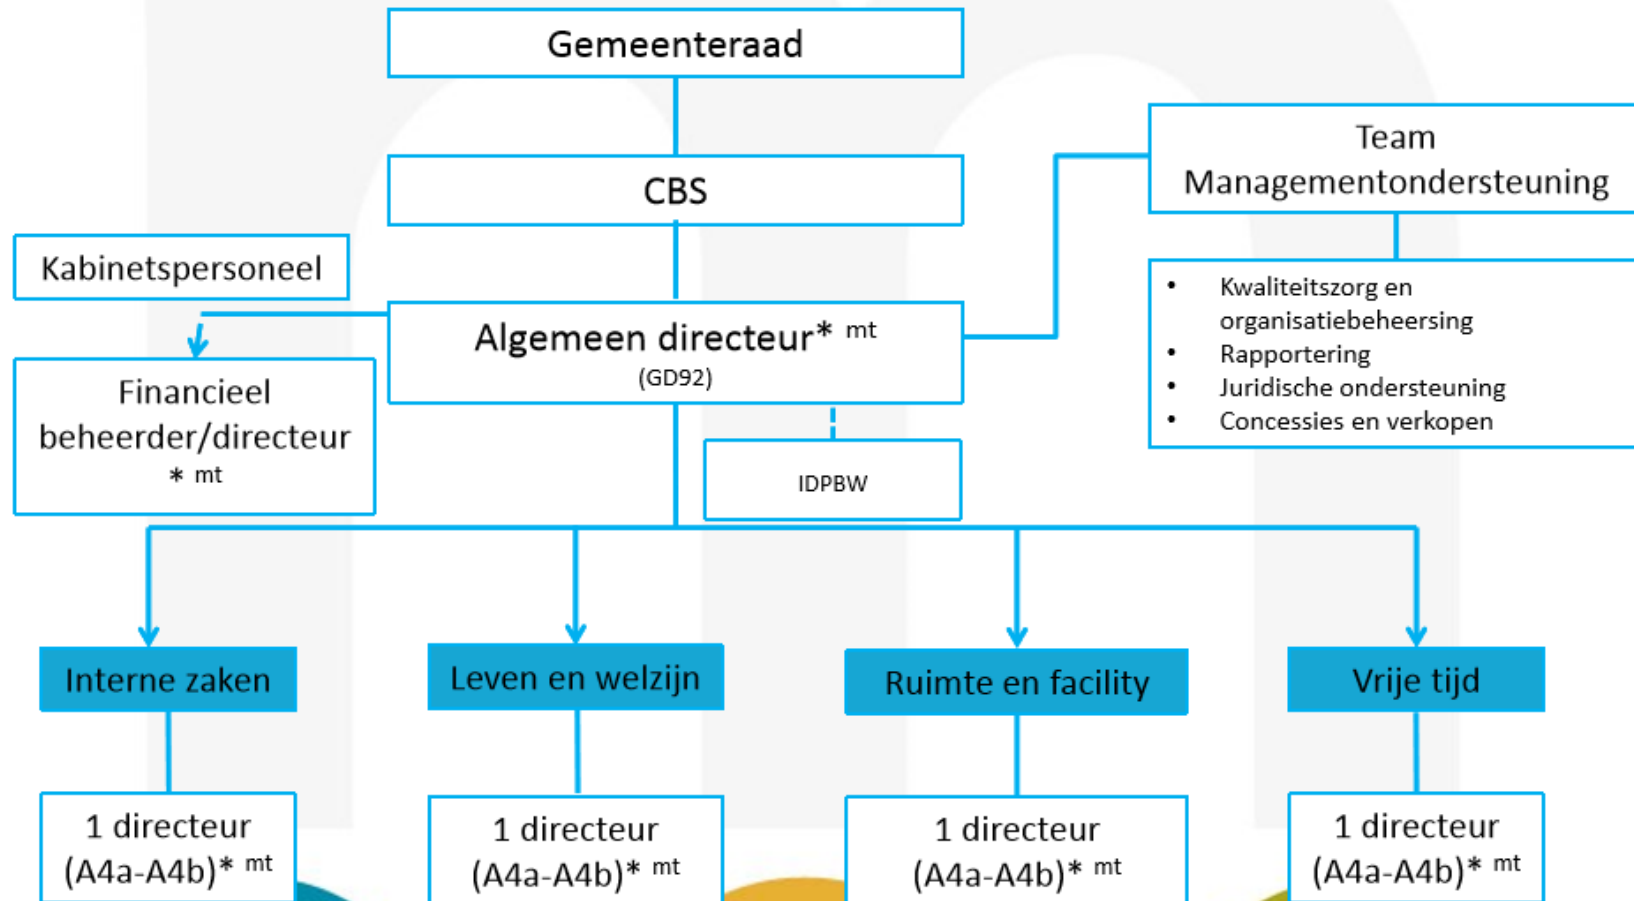 Gemeenteraad
CBS
Team
Managementondersteuning
Kabinetspersoneel
Algemeen directeur* mt
(GD92)
• Kwaliteitszorg en
organisatiebeheersing
• Rapportering
• Juridische ondersteuning
• Concessies en verkopen
Financieel
beheerder/directeur
* mt
IDPBW
Interne zaken
Leven en welzijn
Ruimte en facility
Vrije tijd
1 directeur
(A4a-A4b)* mt
1 directeur
(A4a-A4b)* mt
1 directeur
(A4a-A4b)* mt
1 directeur
(A4a-A4b)* mt